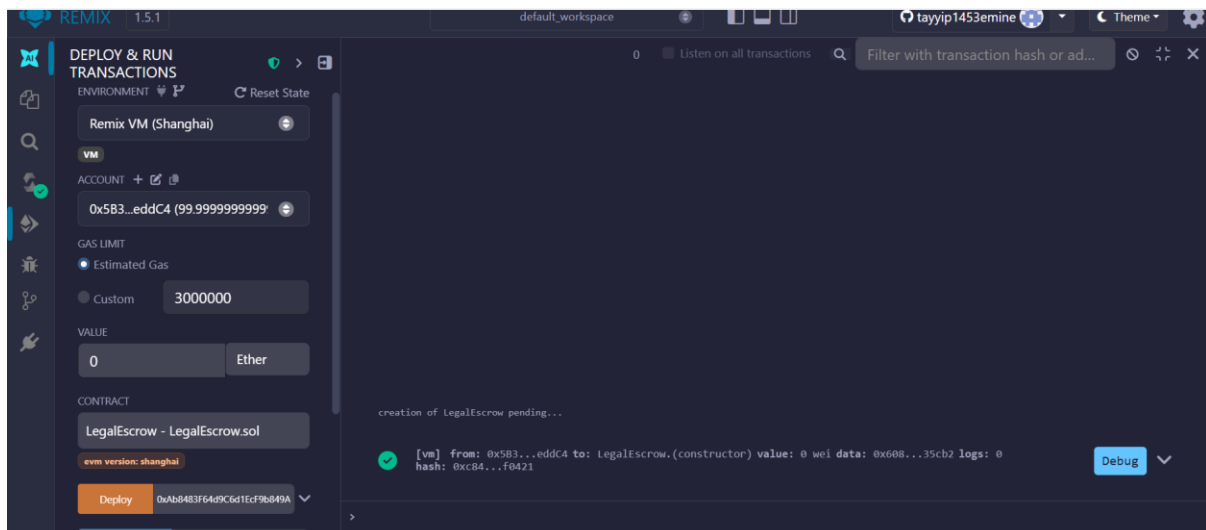 REMIX 1.5.1 default_workspace tayyip1453emine Theme
DEPLOY & RUN
TRANSACTIONS
0 Listen on all transactions Filter with transaction hash or ad...
ENVIRONMENT Reset State
Remix VM (Shanghai)
VM
ACCOUNT
0x5B3...eddC4 (99.9999999999
GAS LIMIT
Estimated Gas
Custom 3000000
VALUE
0 Ether
CONTRACT
LegalEscrow - LegalEscrow.sol
evm version: shanghai
Deploy 0xAb8483F64d9C6d1EcF9b849A
creation of LegalEscrow pending...
[vm] from: 0x5B3...eddC4 to: LegalEscrow.(constructor) value: 0 wei data: 0x608...35cb2 logs: 0
hash: 0xc84...f0421
Debug
>